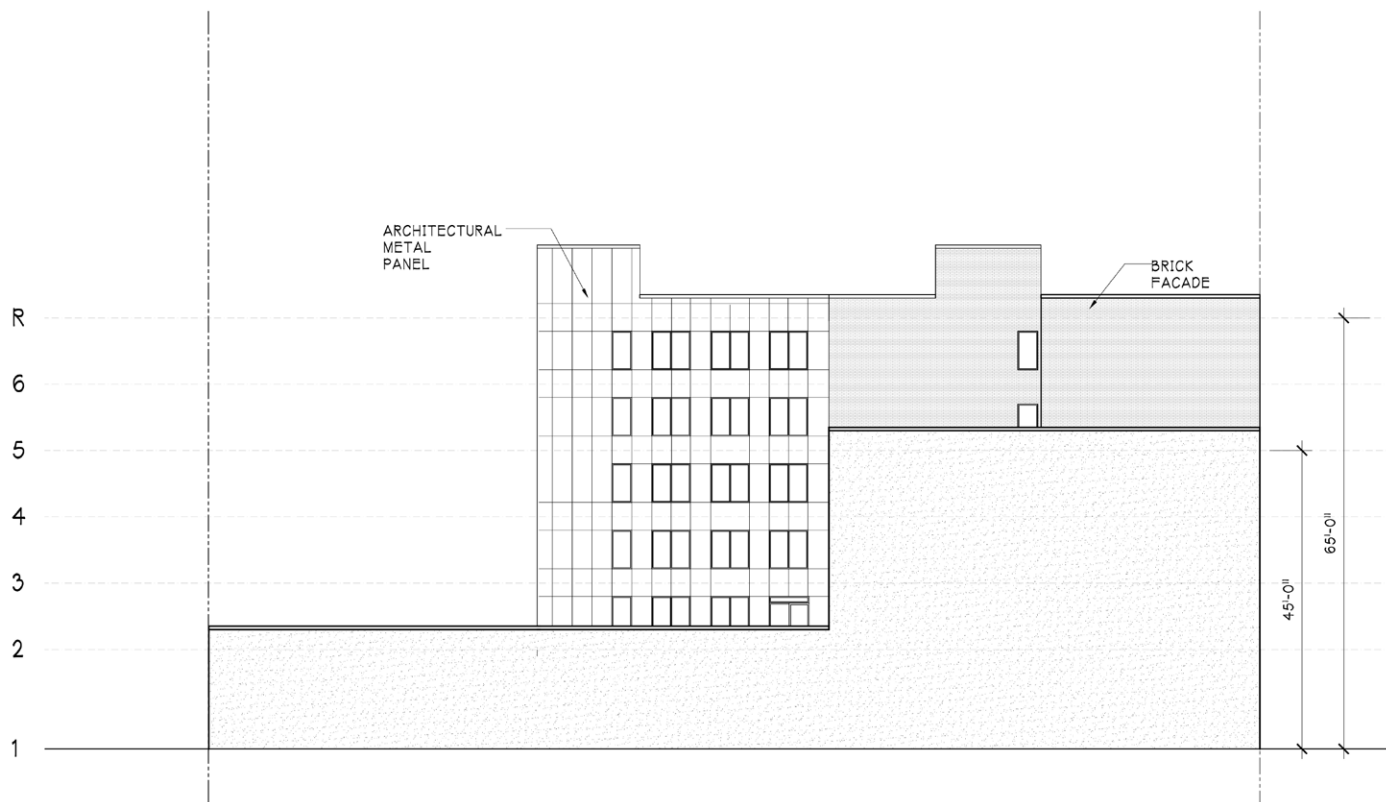 ARCHITECTURAL
METAL
PANEL
BRICK
FACADE
R
6
5
4
3
2
1
45'-0"
65'-0"